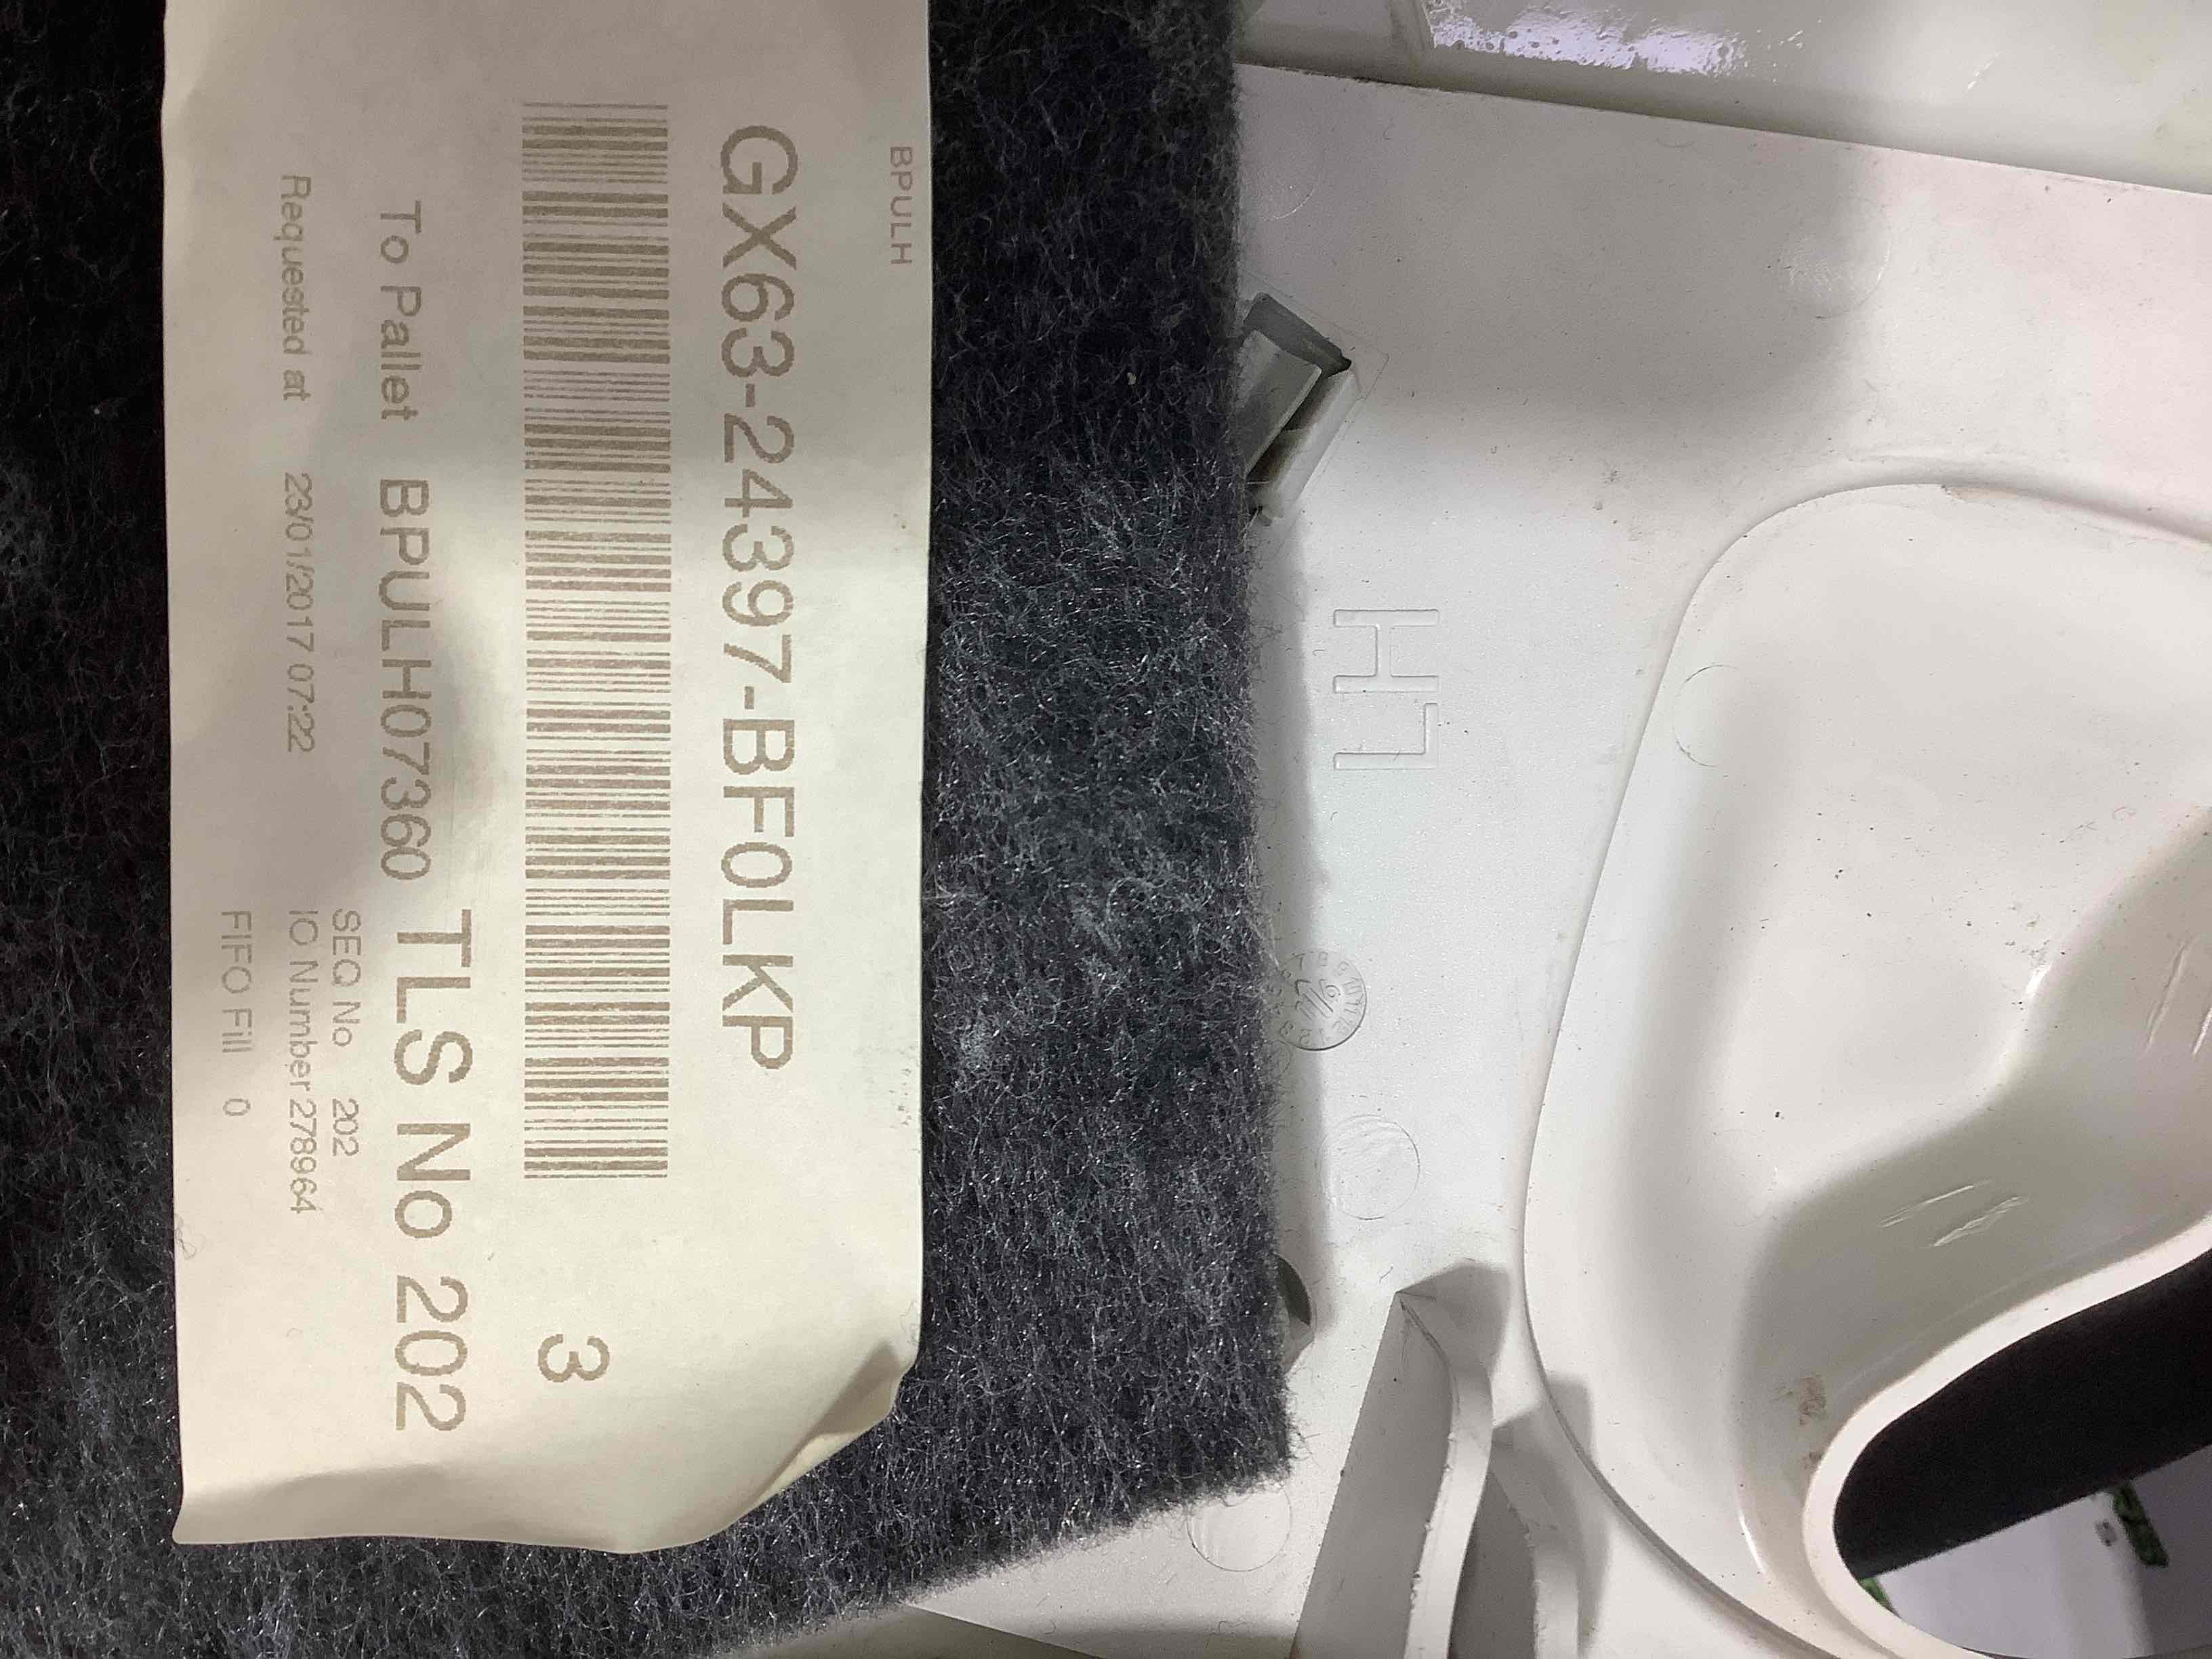 BPULH
GX63-24397-BF0LKP
3
To Pallet BPULH07360 TLS No 202
SEQ No 202
Requested at 23/01/2017 07:22
IO Number 278964
FIFO Fill 0
LH